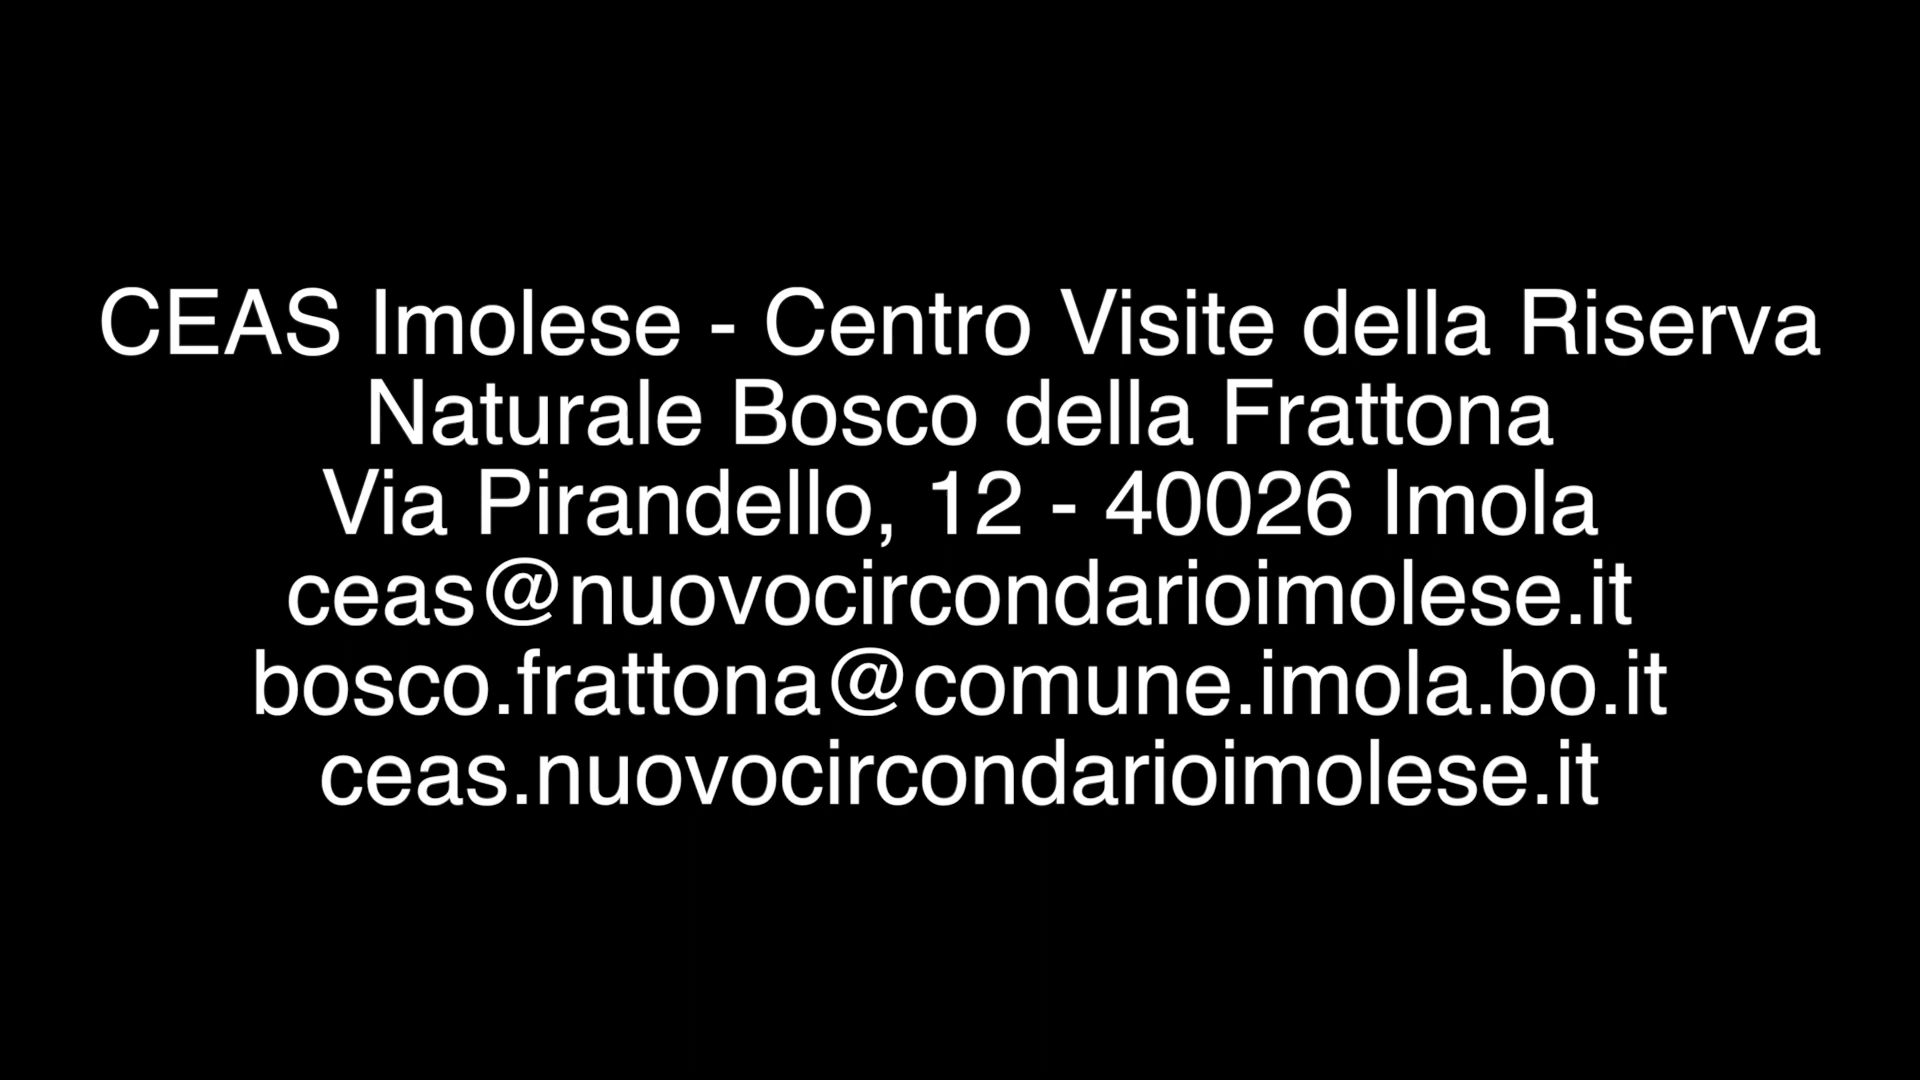 CEAS Imolese - Centro Visite della Riserva
Naturale Bosco della Frattona
Via Pirandello, 12 - 40026 Imola
ceas@nuovocircondarioimolese.it
bosco.frattona@comune.imola.bo.it
ceas.nuovocircondarioimolese.it